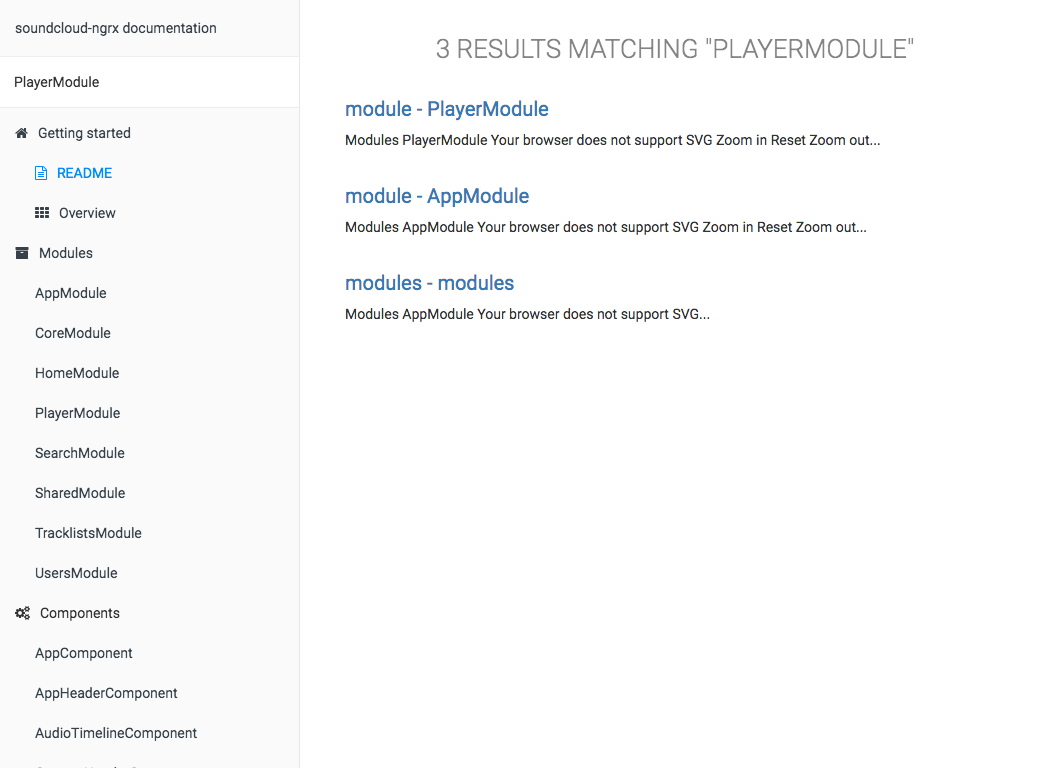 soundcloud-ngrx documentation
PlayerModule
Getting started
README
Overview
Modules
AppModule
CoreModule
HomeModule
PlayerModule
SearchModule
SharedModule
TracklistsModule
UsersModule
Components
AppComponent
AppHeaderComponent
AudioTimelineComponent
3 RESULTS MATCHING "PLAYERMODULE"
module - PlayerModule
Modules PlayerModule Your browser does not support SVG Zoom in Reset Zoom out...
module - AppModule
Modules AppModule Your browser does not support SVG Zoom in Reset Zoom out...
modules - modules
Modules AppModule Your browser does not support SVG...